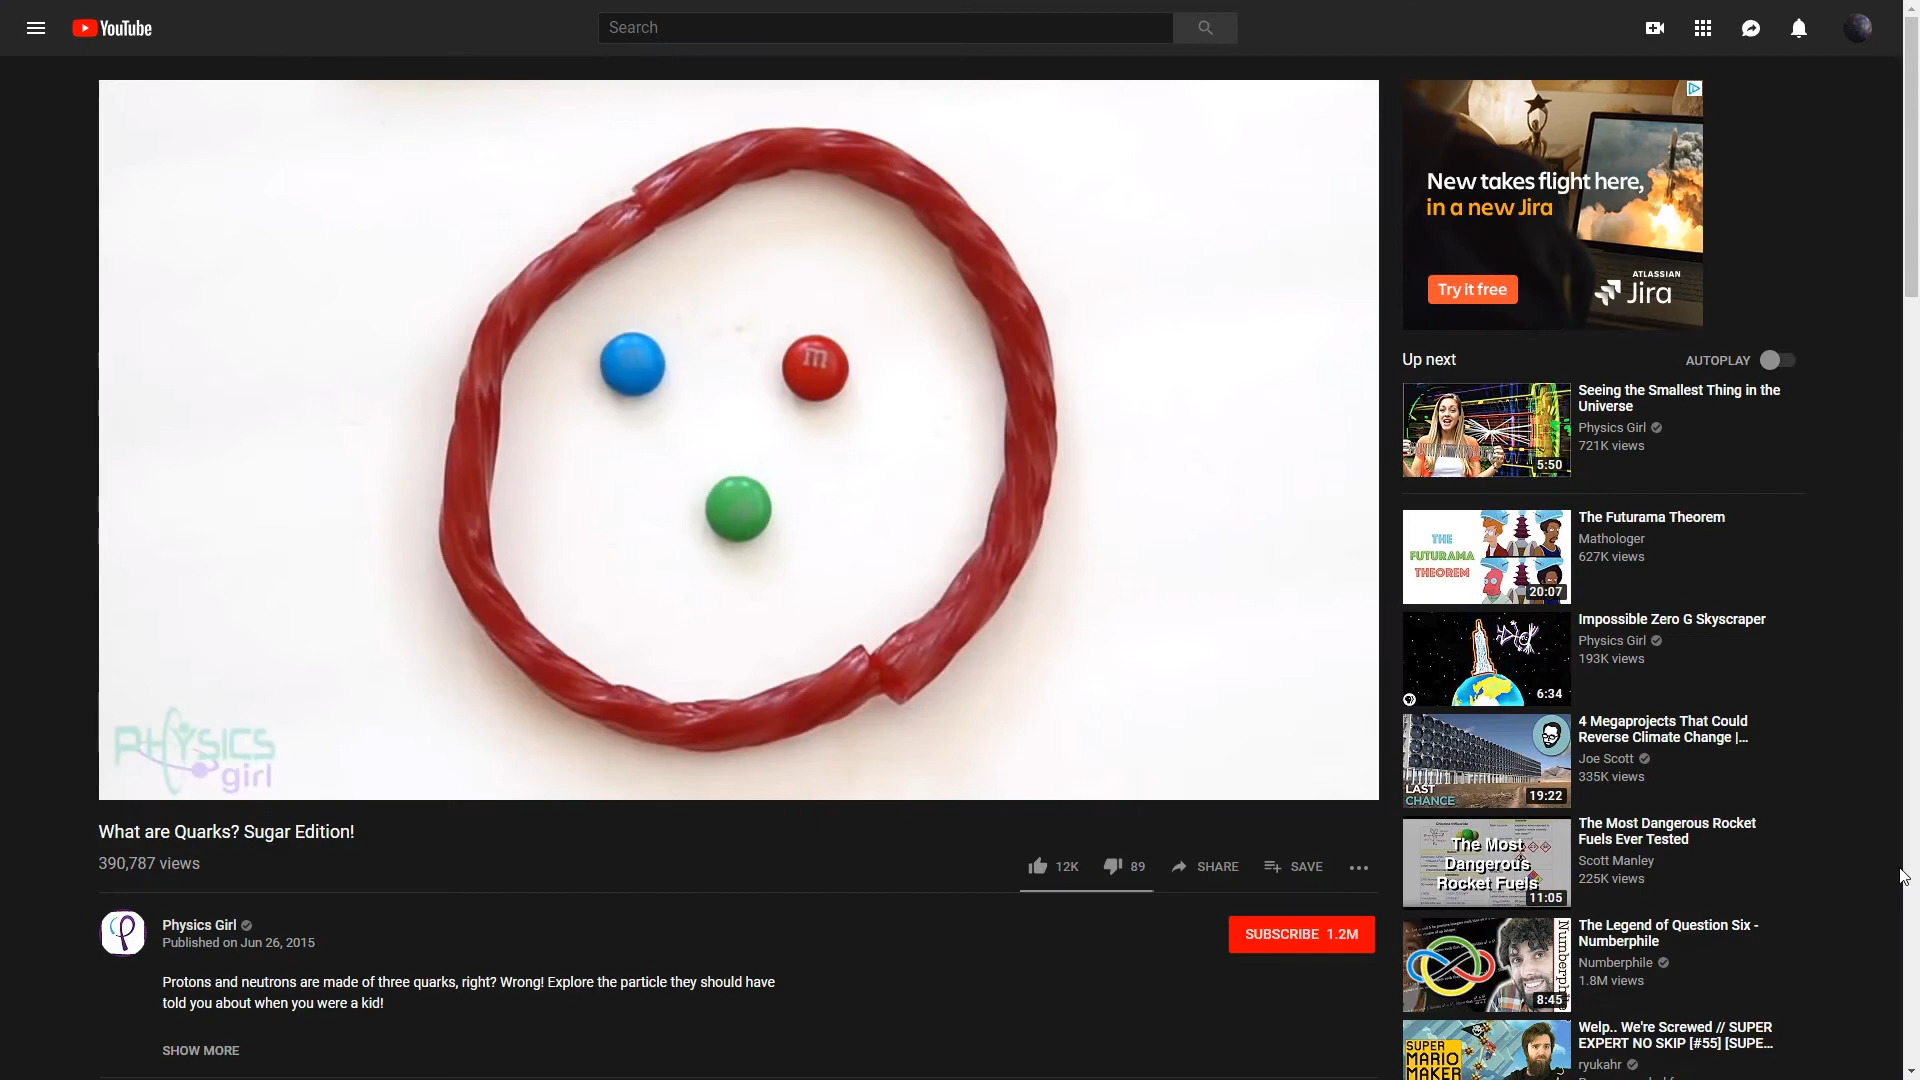 YouTube
Search
m
PHYSICS
girl
What are Quarks? Sugar Edition!
390,787 views
12K
89
SHARE
SAVE
Physics Girl
Published on Jun 26, 2015
SUBSCRIBE 1.2M
Protons and neutrons are made of three quarks, right? Wrong! Explore the particle they should have
told you about when you were a kid!
SHOW MORE
New takes flight here,
in a new Jira
Try it free
ATLASSIAN
Jira
Up next
AUTOPLAY
5:50
Seeing the Smallest Thing in the
Universe
Physics Girl
721K views
THE
FUTURAMA
THEOREM
20:07
The Futurama Theorem
Mathologer
627K views
6:34
Impossible Zero G Skyscraper
Physics Girl
193K views
LAST
CHANCE
19:22
4 Megaprojects That Could
Reverse Climate Change |...
Joe Scott
335K views
The Most
Dangerous
Rocket Fuels
11:05
The Most Dangerous Rocket
Fuels Ever Tested
Scott Manley
225K views
Numberphile
8:45
The Legend of Question Six -
Numberphile
Numberphile
1.8M views
SUPER
MARIO
MAKER
Welp.. We're Screwed // SUPER
EXPERT NO SKIP [#55] [SUPE...
ryukahr